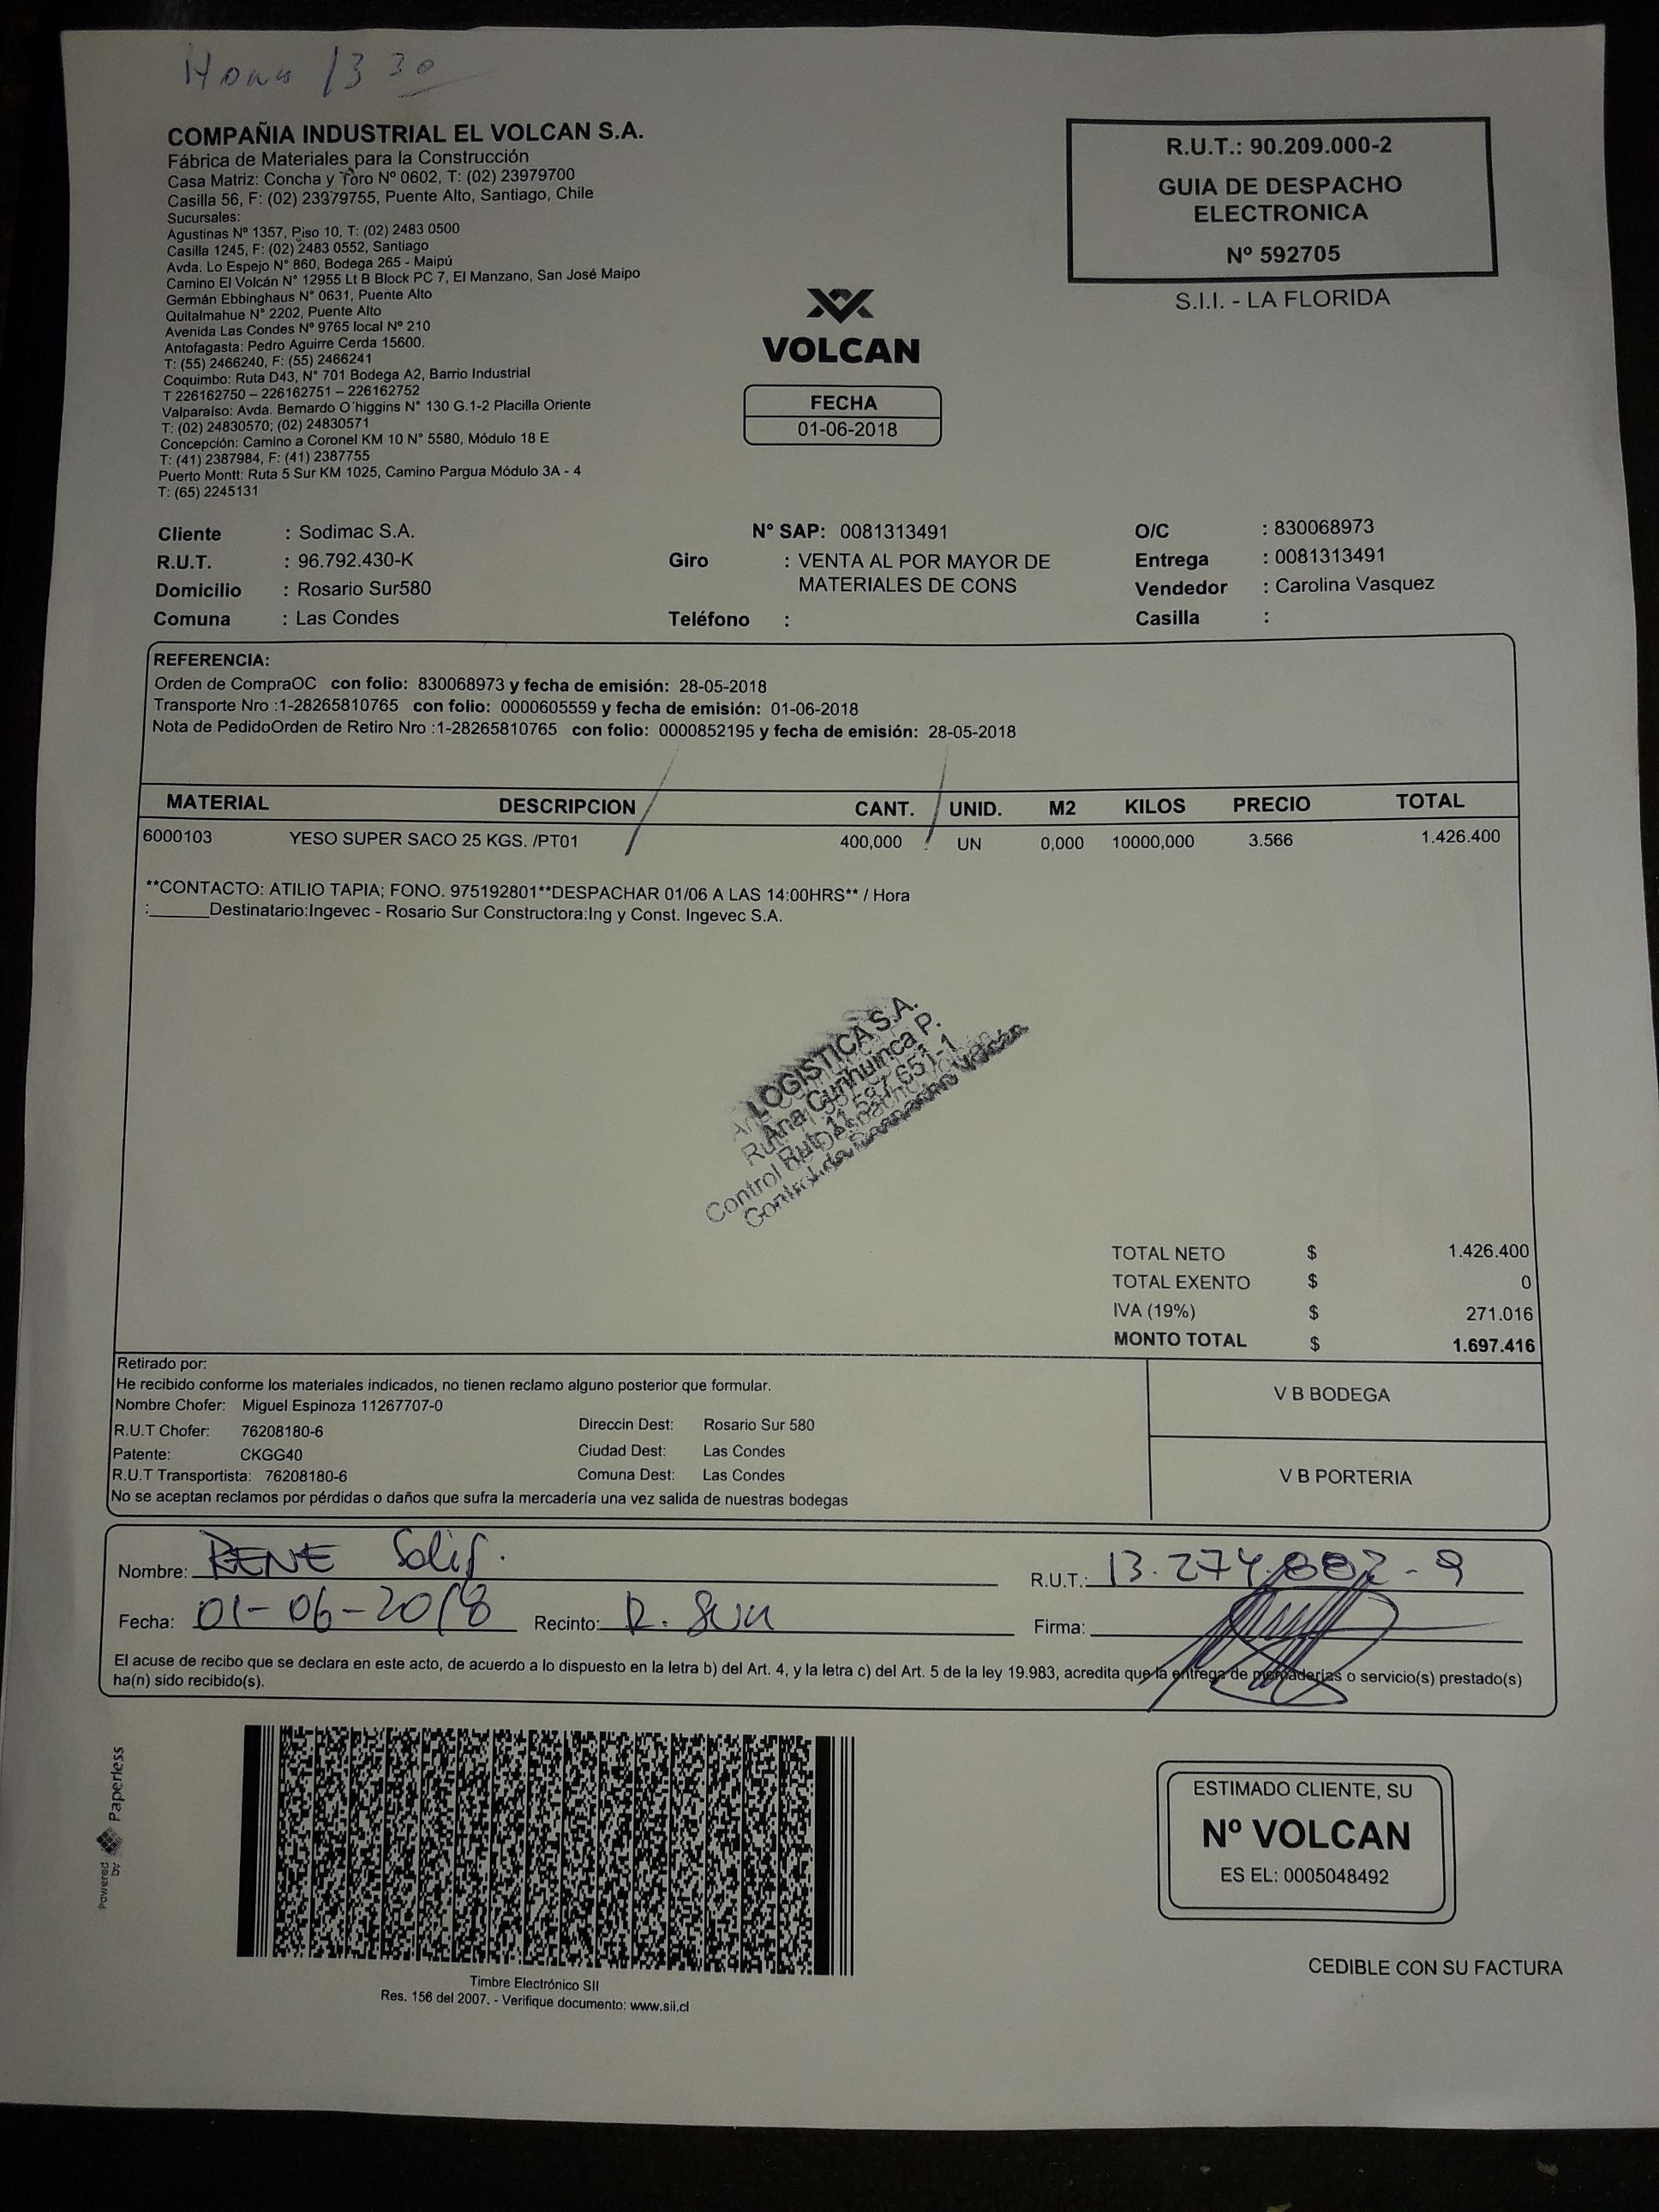 Hora 13 30
COMPAÑIA INDUSTRIAL EL VOLCAN S.A.
Fábrica de Materiales para la Construcción
Casa Matriz: Concha y Toro Nº 0602, T: (02) 23979700
Casilla 56, F: (02) 23379755, Puente Alto, Santiago, Chile
Sucursales:
Agustinas Nº 1357, Piso 10, T: (02) 2483 0500
Casilla 1245, F: (02) 2483 0552, Santiago
Avda. Lo Espejo N° 860, Bodega 265 - Maipú
Camino El Volcán N° 12955 Lt B Block PC 7, El Manzano, San José Maipo
Germán Ebbinghaus N° 0631, Puente Alto
Quitalmahue N° 2202, Puente Alto
Avenida Las Condes Nº 9765 local Nº 210
Antofagasta: Pedro Aguirre Cerda 15600.
T: (55) 2466240, F: (55) 2466241
Coquimbo: Ruta D43, N° 701 Bodega A2, Barrio Industrial
T 226162750 – 226162751 – 226162752
Valparaíso: Avda. Bernardo O´higgins N° 130 G.1-2 Placilla Oriente
T: (02) 24830570; (02) 24830571
Concepción: Camino a Coronel KM 10 N° 5580, Módulo 18 E
T: (41) 2387984, F: (41) 2387755
Puerto Montt: Ruta 5 Sur KM 1025, Camino Pargua Módulo 3A - 4
T: (65) 2245131
VOLCAN
FECHA
01-06-2018
R.U.T.: 90.209.000-2
GUIA DE DESPACHO
ELECTRONICA
Nº 592705
S.I.I. - LA FLORIDA
Cliente : Sodimac S.A. N° SAP: 0081313491 O/C : 830068973
R.U.T. : 96.792.430-K Giro : VENTA AL POR MAYOR DE Entrega : 0081313491
Domicilio : Rosario Sur580 MATERIALES DE CONS Vendedor : Carolina Vasquez
Comuna : Las Condes Teléfono : Casilla :
REFERENCIA:
Orden de CompraOC con folio: 830068973 y fecha de emisión: 28-05-2018
Transporte Nro :1-28265810765 con folio: 0000605559 y fecha de emisión: 01-06-2018
Nota de PedidoOrden de Retiro Nro :1-28265810765 con folio: 0000852195 y fecha de emisión: 28-05-2018
MATERIAL DESCRIPCION CANT. UNID. M2 KILOS PRECIO TOTAL
6000103 YESO SUPER SACO 25 KGS. /PT01 400,000 UN 0,000 10000,000 3.566 1.426.400
**CONTACTO: ATILIO TAPIA; FONO. 975192801**DESPACHAR 01/06 A LAS 14:00HRS** / Hora
:______Destinatario:Ingevec - Rosario Sur Constructora:Ing y Const. Ingevec S.A.
LOGISTICA S.A.
Ana Curihuinca P.
Rut: 11.597.651-1
Control de Despacho Volcán
TOTAL NETO $ 1.426.400
TOTAL EXENTO $ 0
IVA (19%) $ 271.016
MONTO TOTAL $ 1.697.416
Retirado por:
He recibido conforme los materiales indicados, no tienen reclamo alguno posterior que formular.
Nombre Chofer: Miguel Espinoza 11267707-0
R.U.T Chofer: 76208180-6 Direccin Dest: Rosario Sur 580
Patente: CKGG40 Ciudad Dest: Las Condes
R.U.T Transportista: 76208180-6 Comuna Dest: Las Condes
No se aceptan reclamos por pérdidas o daños que sufra la mercadería una vez salida de nuestras bodegas
V B BODEGA
V B PORTERIA
Nombre: RENE Solis. R.U.T.: 13.274.882-9
Fecha: 01-06-2018 Recinto: R. SUR Firma:
El acuse de recibo que se declara en este acto, de acuerdo a lo dispuesto en la letra b) del Art. 4, y la letra c) del Art. 5 de la ley 19.983, acredita que la entrega de mercaderías o servicio(s) prestado(s)
ha(n) sido recibido(s).
Powered by Paperless
Timbre Electrónico SII
Res. 156 del 2007. - Verifique documento: www.sii.cl
ESTIMADO CLIENTE, SU
Nº VOLCAN
ES EL: 0005048492
CEDIBLE CON SU FACTURA